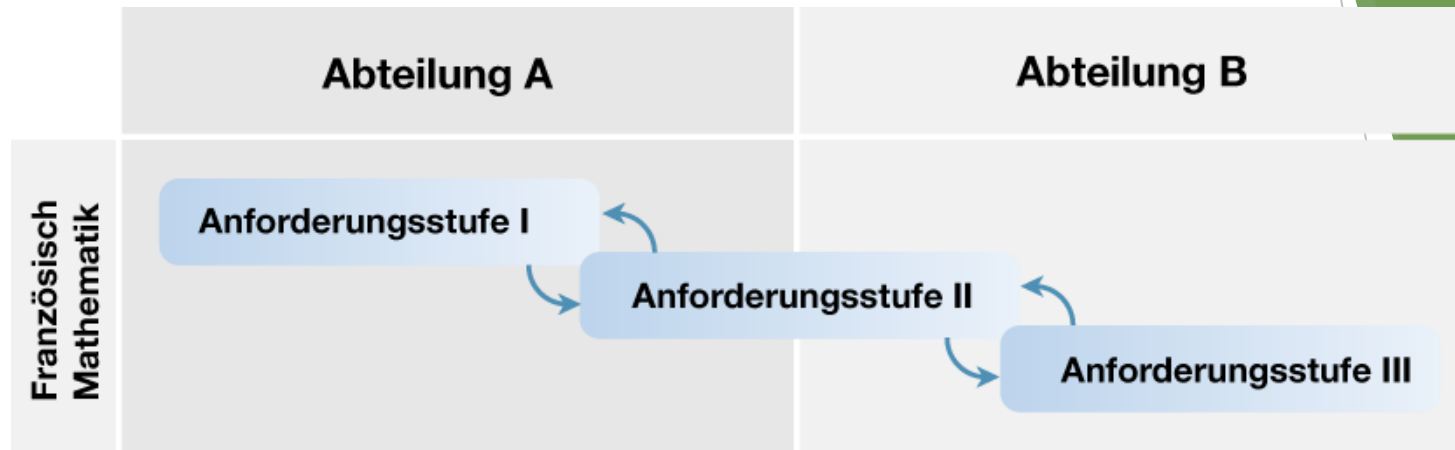 Abteilung A
Abteilung B
Französisch
Mathematik
Anforderungsstufe I
Anforderungsstufe II
Anforderungsstufe III